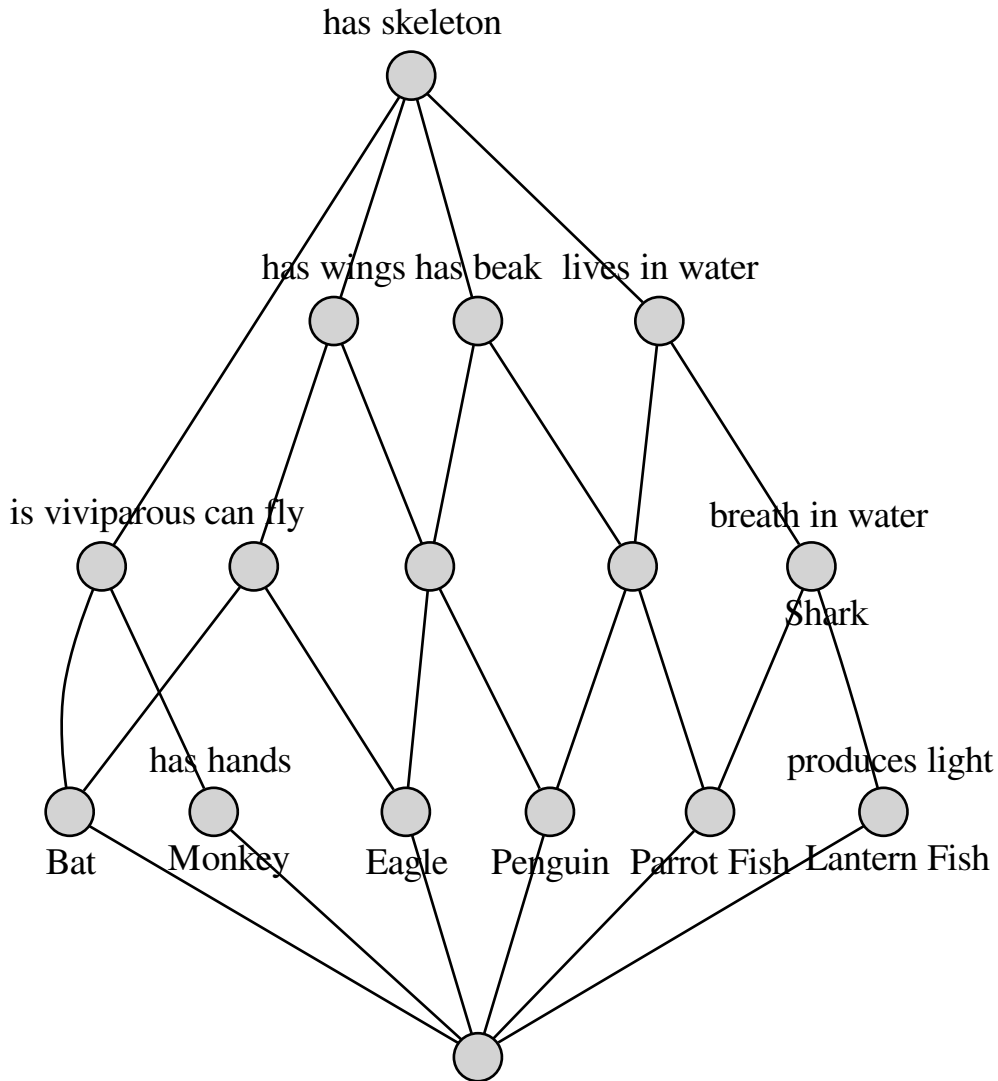 has skeleton
has wings
has beak
lives in water
is viviparous
can fly
breath in water
Shark
has hands
produces light
Bat
Monkey
Eagle
Penguin
Parrot Fish
Lantern Fish